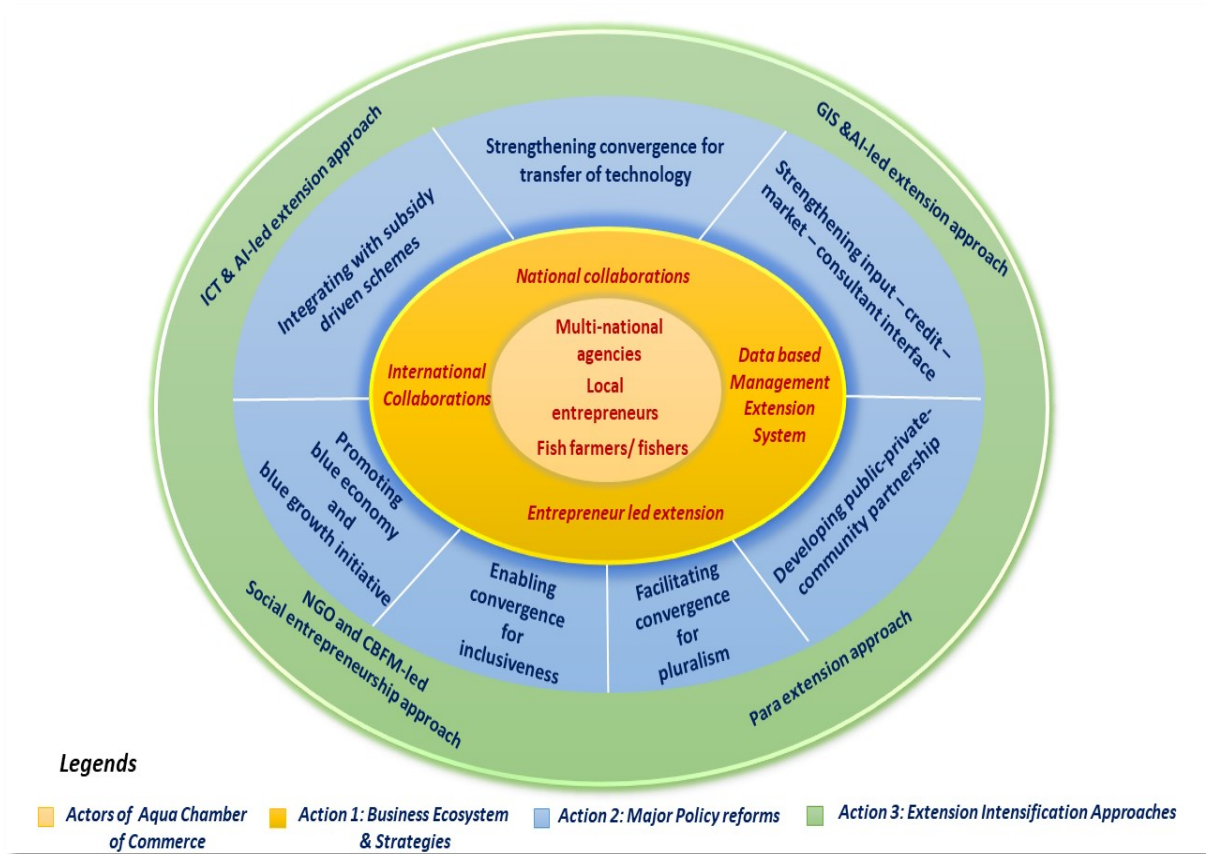 ICT & AI-led extension approach
GIS &AI-led extension approach
Strengthening convergence for
transfer of technology
Integrating with subsidy
driven schemes
Strengthening input – credit –
market – consultant interface
National collaborations
Multi-national
agencies
Local
entrepreneurs
Fish farmers/ fishers
International
Collaborations
Data based
Management
Extension
System
Entrepreneur led extension
Promoting
blue economy
and
blue growth initiative
Enabling
convergence
for
inclusiveness
Facilitating
convergence
for
pluralism
Developing public-private-
community partnership
NGO and CBFM-led
Social entrepreneurship approach
Para extension approach
Legends
Actors of Aqua Chamber
of Commerce
Action 1: Business Ecosystem
& Strategies
Action 2: Major Policy reforms
Action 3: Extension Intensification Approaches